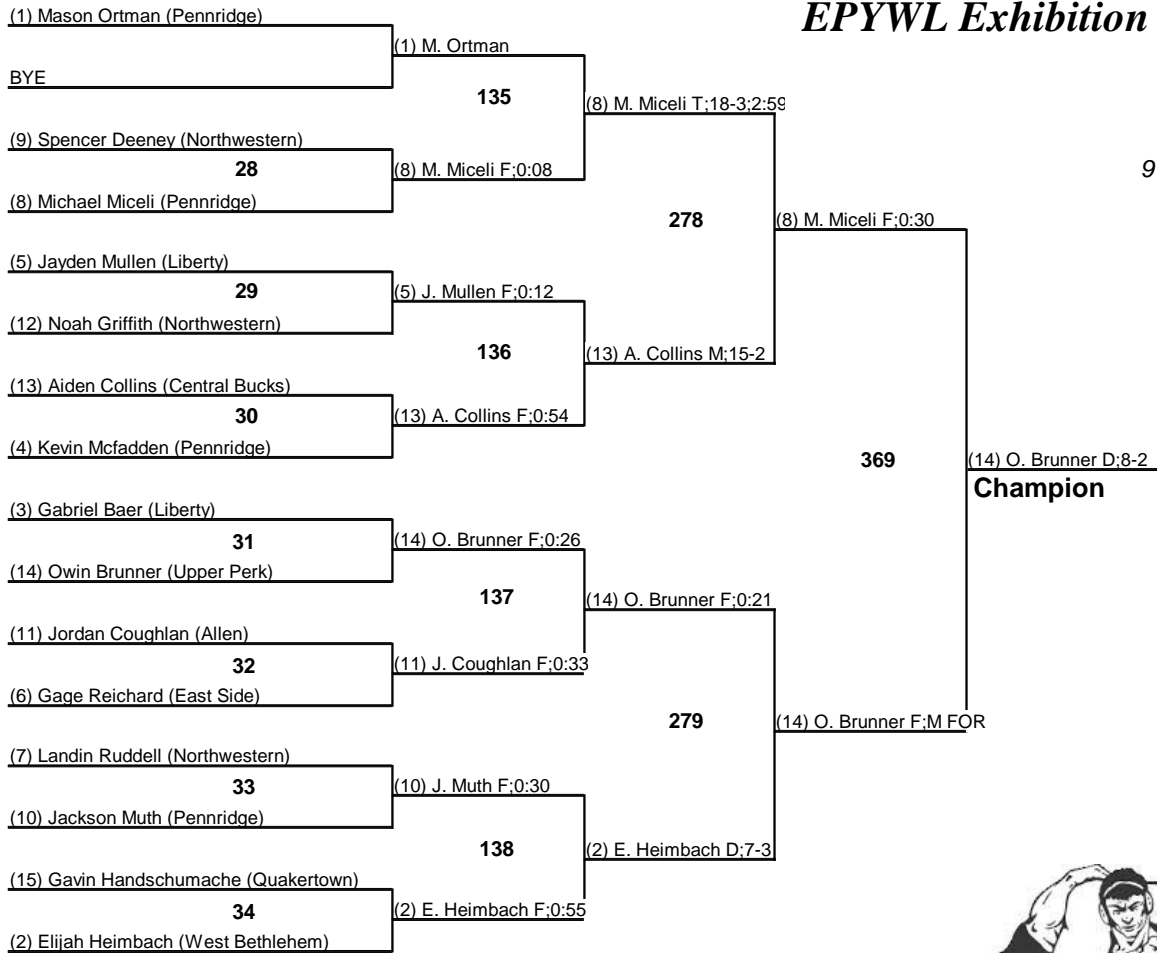 EPYWL Exhibition
(1) Mason Ortman (Pennridge)
(1) M. Ortman
BYE
135
(8) M. Miceli T;18-3;2:59
(9) Spencer Deeney (Northwestern)
28
(8) M. Miceli F;0:08
9
(8) Michael Miceli (Pennridge)
278
(8) M. Miceli F;0:30
(5) Jayden Mullen (Liberty)
29
(5) J. Mullen F;0:12
(12) Noah Griffith (Northwestern)
136
(13) A. Collins M;15-2
(13) Aiden Collins (Central Bucks)
30
(13) A. Collins F;0:54
(4) Kevin Mcfadden (Pennridge)
369
(14) O. Brunner D;8-2
Champion
(3) Gabriel Baer (Liberty)
31
(14) O. Brunner F;0:26
(14) Owin Brunner (Upper Perk)
137
(14) O. Brunner F;0:21
(11) Jordan Coughlan (Allen)
32
(11) J. Coughlan F;0:33
(6) Gage Reichard (East Side)
279
(14) O. Brunner F;M FOR
(7) Landin Ruddell (Northwestern)
33
(10) J. Muth F;0:30
(10) Jackson Muth (Pennridge)
138
(2) E. Heimbach D;7-3
(15) Gavin Handschumache (Quakertown)
34
(2) E. Heimbach F;0:55
(2) Elijah Heimbach (West Bethlehem)